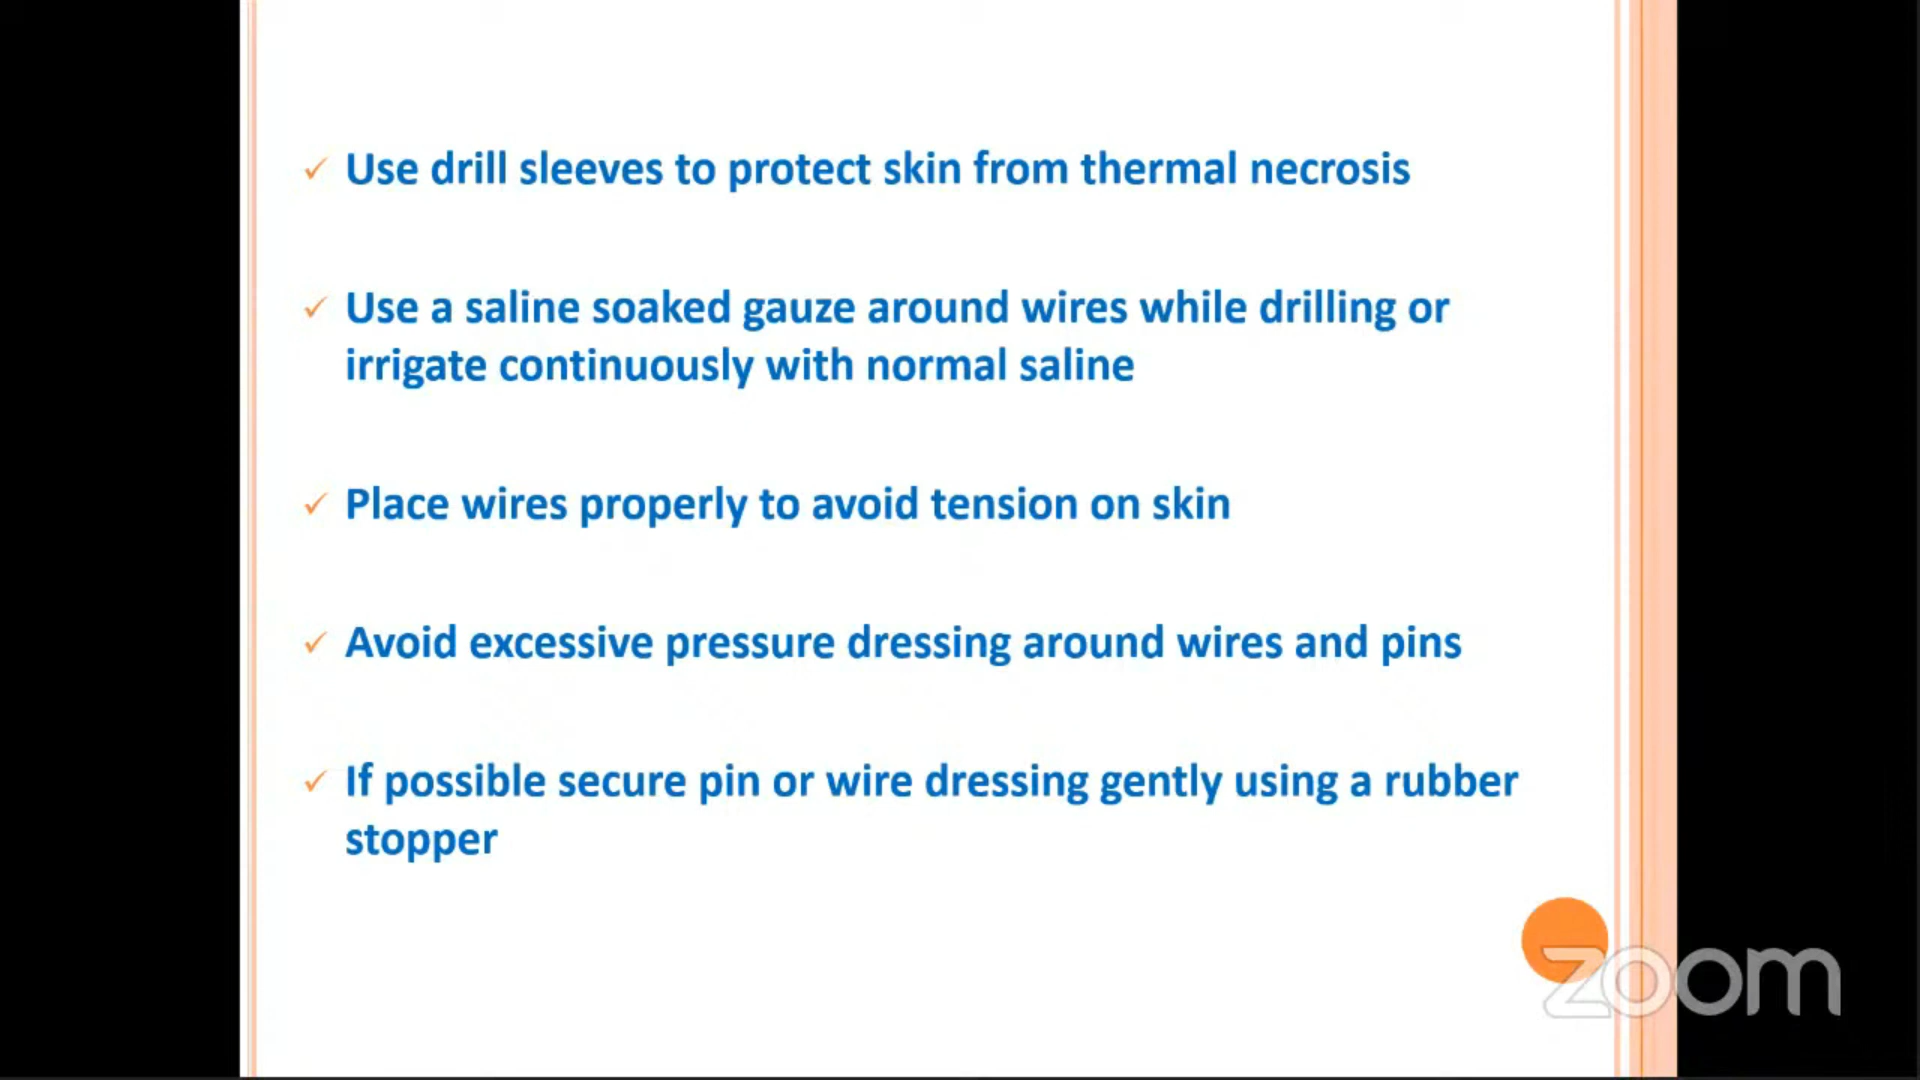 ✓ Use drill sleeves to protect skin from thermal necrosis
✓ Use a saline soaked gauze around wires while drilling or
irrigate continuously with normal saline
✓ Place wires properly to avoid tension on skin
✓ Avoid excessive pressure dressing around wires and pins
✓ If possible secure pin or wire dressing gently using a rubber
stopper
zoom